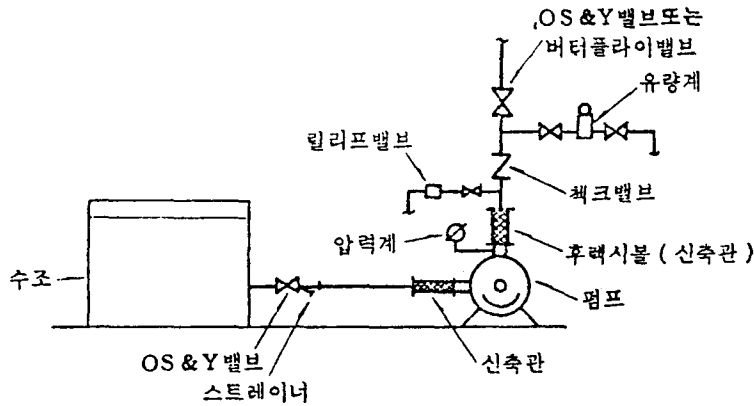 OS&Y밸브또는
버터플라이밸브
유량계
릴리프밸브
첵크밸브
압력계
후렉시볼 (신축관)
수조
펌프
OS&Y밸브
신축관
스트레이너